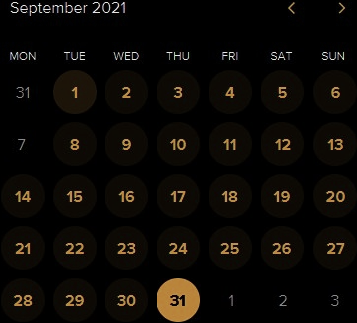 September 2021
MON TUE WED THU FRI SAT SUN
31 1 2 3 4 5 6
7 8 9 10 11 12 13
14 15 16 17 18 19 20
21 22 23 24 25 26 27
28 29 30 31 1 2 3